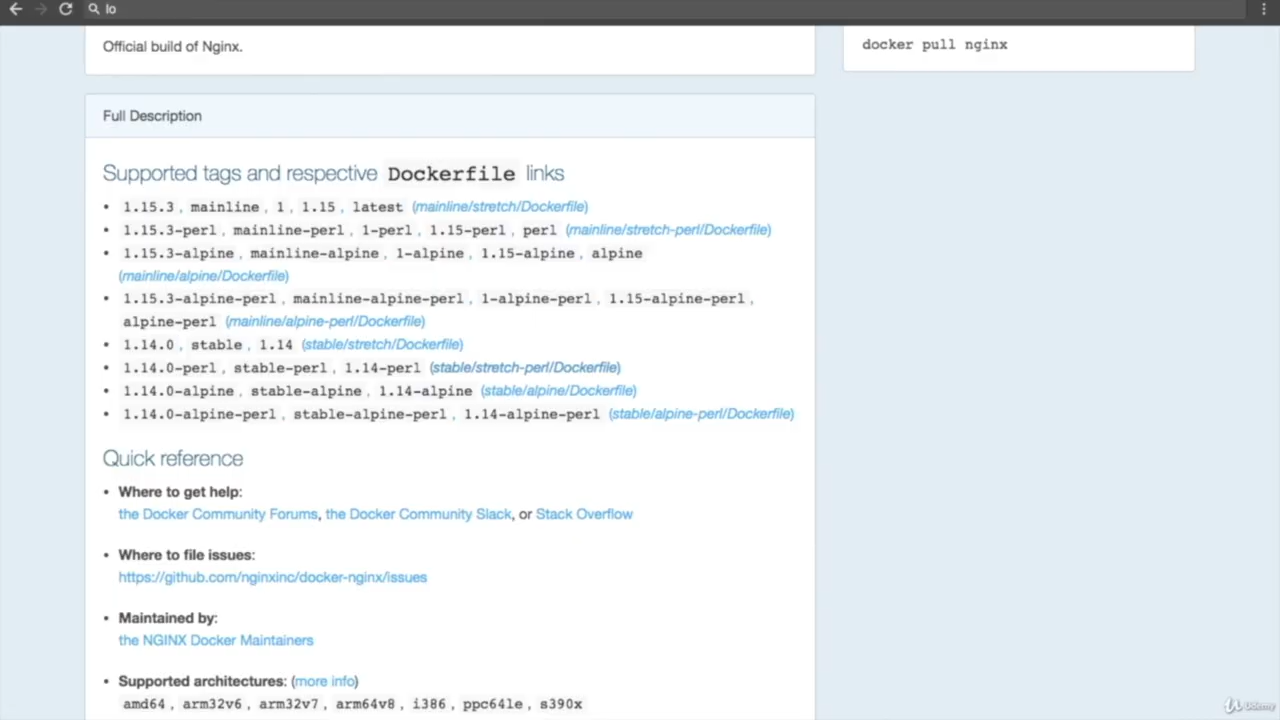 lo
Official build of Nginx.
docker pull nginx
Full Description
Supported tags and respective Dockerfile links
• 1.15.3, mainline, 1, 1.15, latest (mainline/stretch/Dockerfile)
• 1.15.3-perl, mainline-perl, 1-perl, 1.15-perl, perl (mainline/stretch-perl/Dockerfile)
• 1.15.3-alpine, mainline-alpine, 1-alpine, 1.15-alpine, alpine
(mainline/alpine/Dockerfile)
• 1.15.3-alpine-perl, mainline-alpine-perl, 1-alpine-perl, 1.15-alpine-perl,
alpine-perl (mainline/alpine-perl/Dockerfile)
• 1.14.0, stable, 1.14 (stable/stretch/Dockerfile)
• 1.14.0-perl, stable-perl, 1.14-perl (stable/stretch-perl/Dockerfile)
• 1.14.0-alpine, stable-alpine, 1.14-alpine (stable/alpine/Dockerfile)
• 1.14.0-alpine-perl, stable-alpine-perl, 1.14-alpine-perl (stable/alpine-perl/Dockerfile)
Quick reference
• Where to get help:
the Docker Community Forums, the Docker Community Slack, or Stack Overflow
• Where to file issues:
https://github.com/nginxinc/docker-nginx/issues
• Maintained by:
the NGINX Docker Maintainers
• Supported architectures: (more info)
amd64, arm32v6, arm32v7, arm64v8, i386, ppc64le, s390x
Udemy